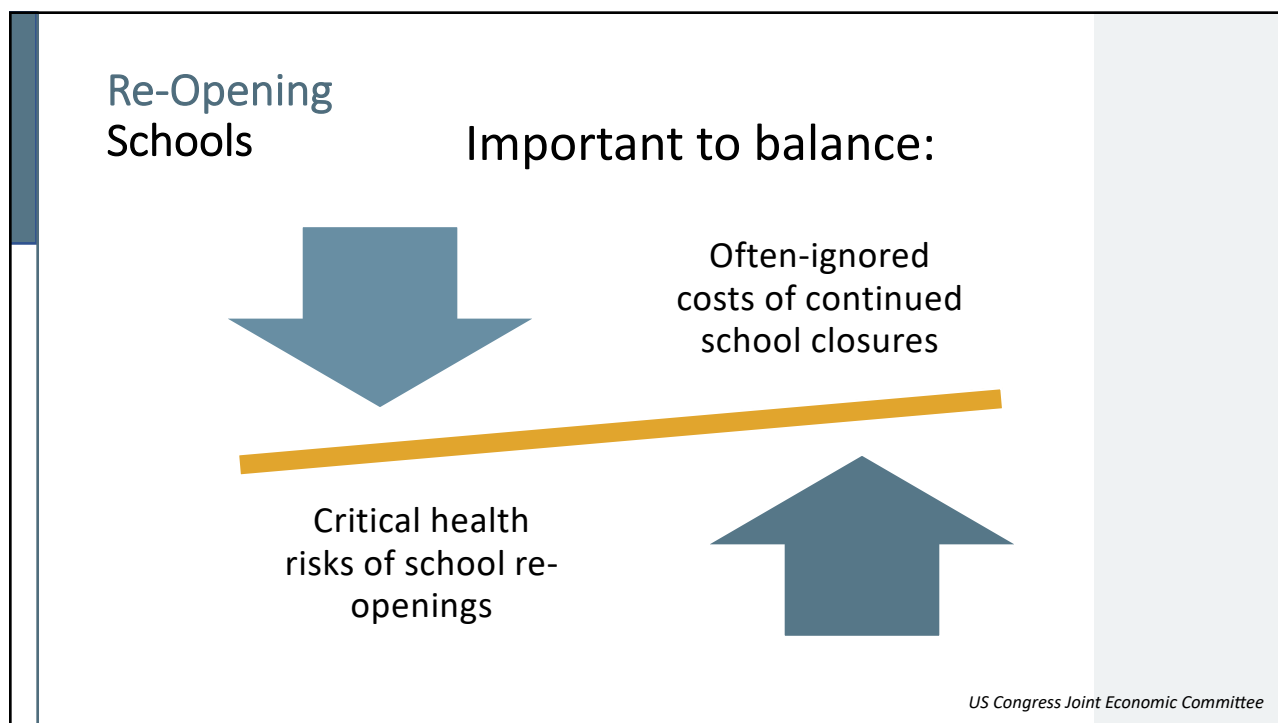 Re-Opening
Schools
Important to balance:
Often-ignored
costs of continued
school closures
Critical health
risks of school re-
openings
US Congress Joint Economic Committee